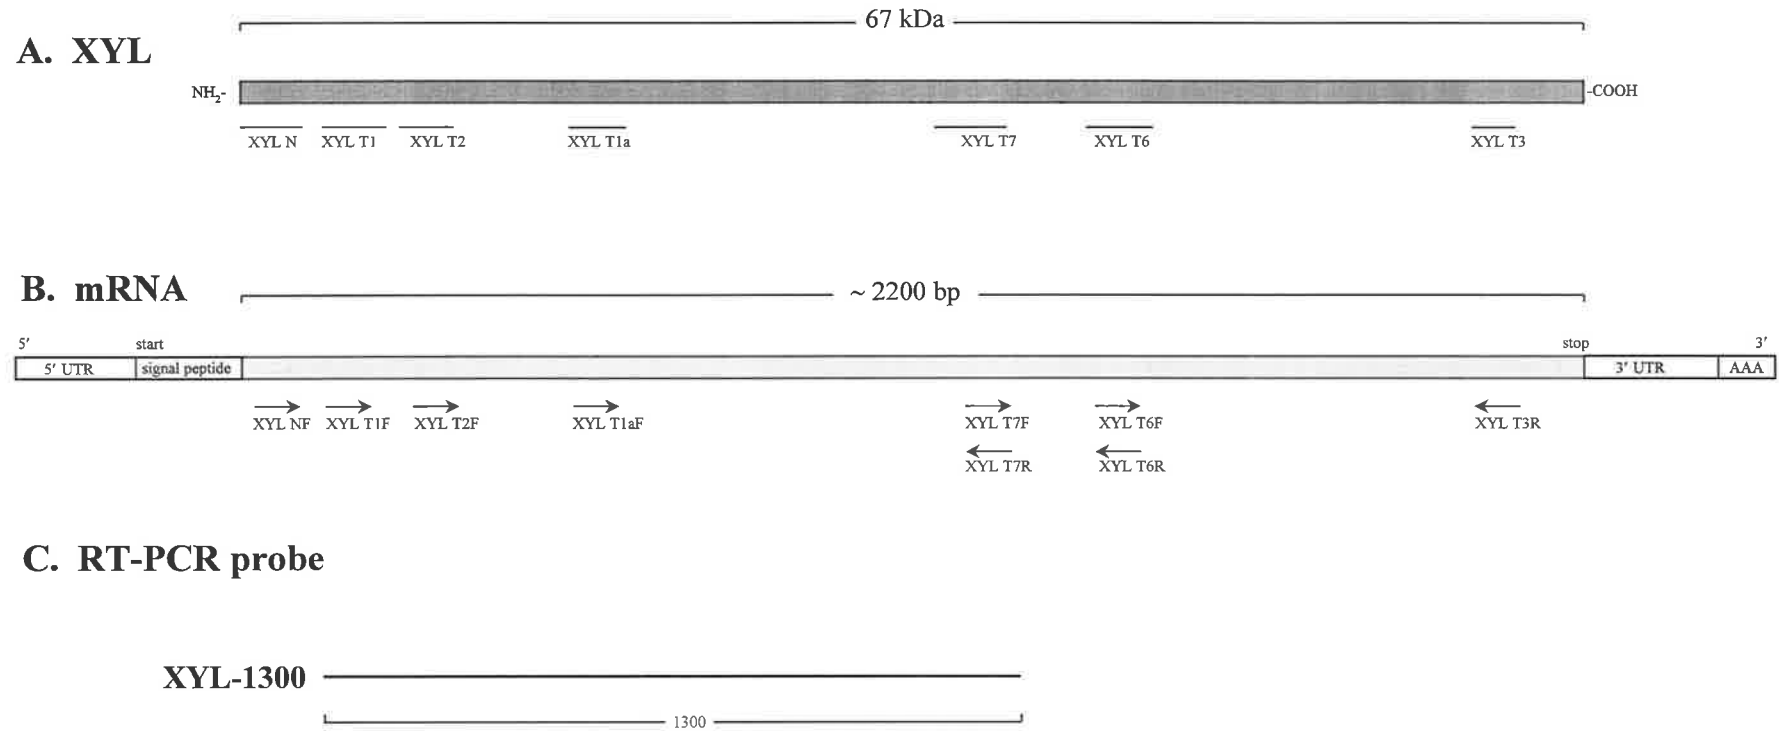 67 kDa
A. XYL
NH2- -COOH
XYL N XYL T1 XYL T2 XYL T1a XYL T7 XYL T6 XYL T3
B. mRNA
~ 2200 bp
5' start stop 3'
5' UTR signal peptide 3' UTR AAA
XYL NF XYL T1F XYL T2F XYL T1aF XYL T7F XYL T6F XYL T3R
XYL T7R XYL T6R
C. RT-PCR probe
XYL-1300
1300